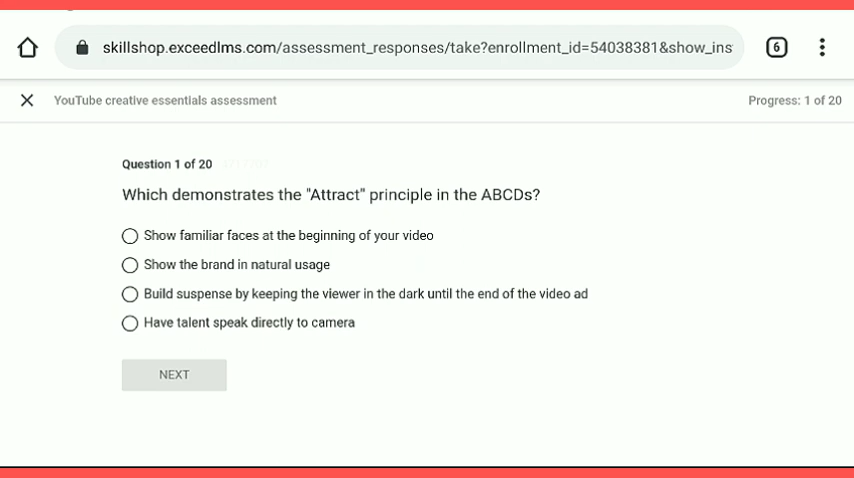 skillshop.exceedlms.com/assessment_responses/take?enrollment_id=54038381&show_ins
6
YouTube creative essentials assessment
Progress: 1 of 20
Question 1 of 20
Which demonstrates the "Attract" principle in the ABCDs?
Show familiar faces at the beginning of your video
Show the brand in natural usage
Build suspense by keeping the viewer in the dark until the end of the video ad
Have talent speak directly to camera
NEXT